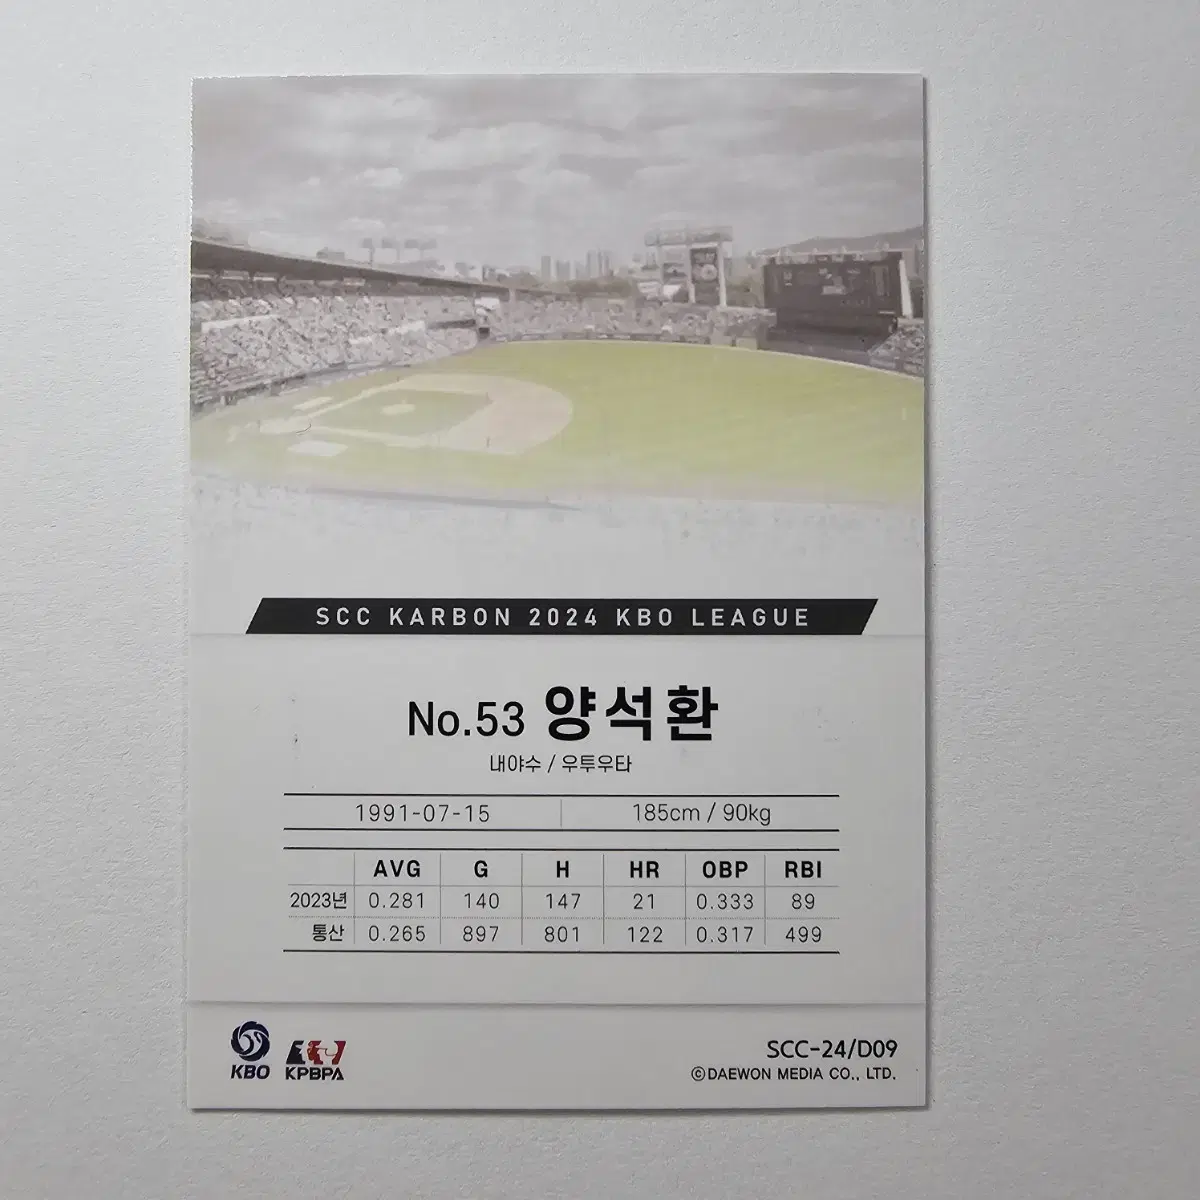 SCC KARBON 2024 KBO LEAGUE
No.53 양석환
내야수 / 우투우타
1991-07-15 185cm / 90kg
AVG G H HR OBP RBI
2023년 0.281 140 147 21 0.333 89
통산 0.265 897 801 122 0.317 499
KBO KPBPA
SCC-24/D09
©DAEWON MEDIA CO., LTD.